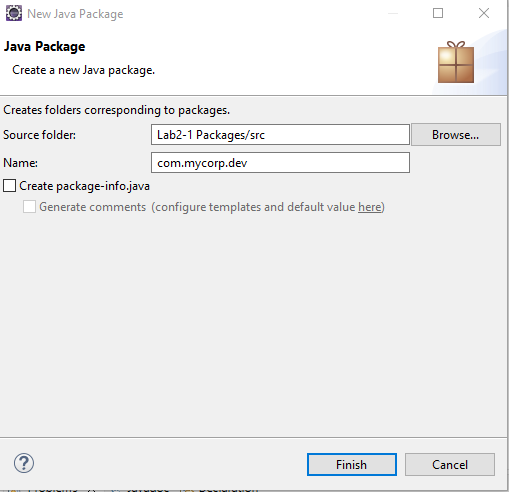 New Java Package
Java Package
Create a new Java package.
Creates folders corresponding to packages.
Source folder: Lab2-1 Packages/src Browse...
Name: com.mycorp.dev
Create package-info.java
Generate comments (configure templates and default value here)
? Finish Cancel